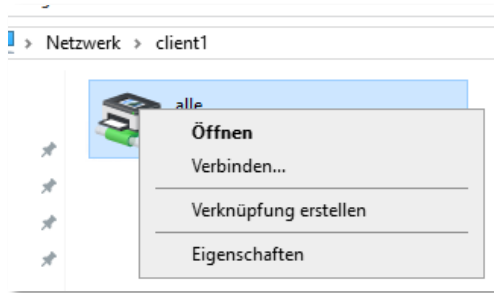 Netzwerk > client1
alle
Öffnen
Verbinden...
Verknüpfung erstellen
Eigenschaften